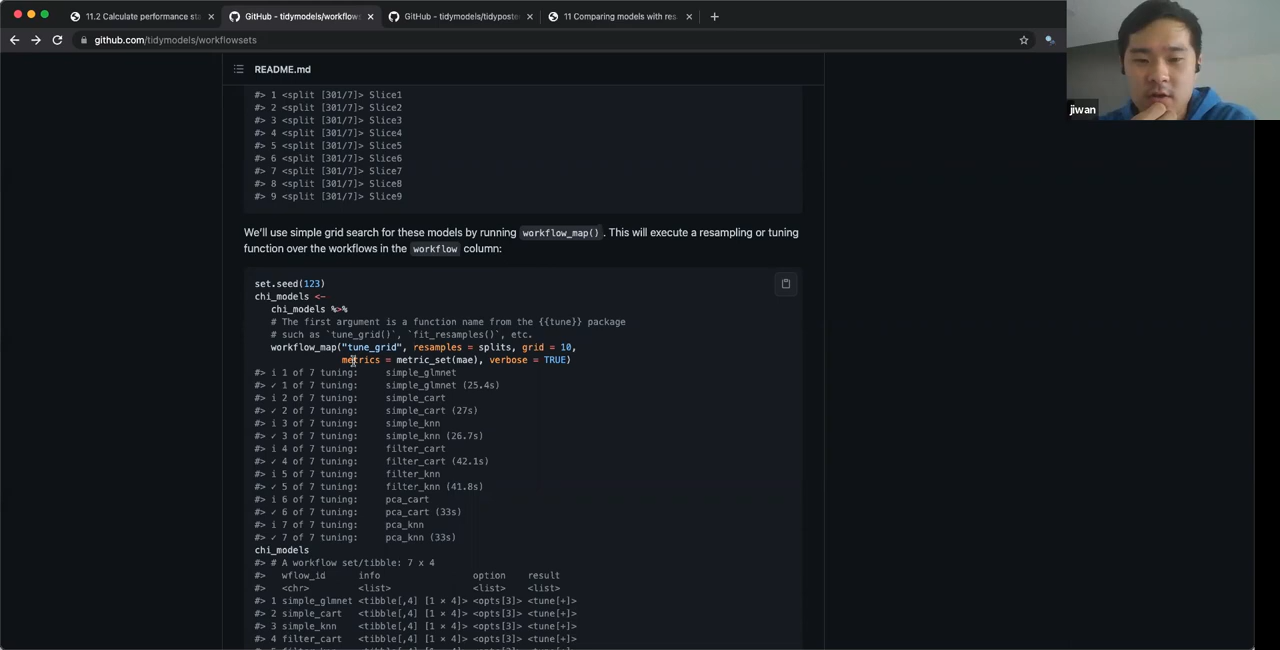 11.2 Calculate performance sta
GitHub - tidymodels/workflows
GitHub - tidymodels/tidyposter
11 Comparing models with res
github.com/tidymodels/workflowsets
jiwan
README.md
#> 1 <split [301/7]> Slice1
#> 2 <split [301/7]> Slice2
#> 3 <split [301/7]> Slice3
#> 4 <split [301/7]> Slice4
#> 5 <split [301/7]> Slice5
#> 6 <split [301/7]> Slice6
#> 7 <split [301/7]> Slice7
#> 8 <split [301/7]> Slice8
#> 9 <split [301/7]> Slice9
We'll use simple grid search for these models by running workflow_map(). This will execute a resampling or tuning
function over the workflows in the workflow column:
set.seed(123)
chi_models <-
chi_models %>%
# The first argument is a function name from the {{tune}} package
# such as `tune_grid()`, `fit_resamples()`, etc.
workflow_map("tune_grid", resamples = splits, grid = 10,
metrics = metric_set(mae), verbose = TRUE)
#> i 1 of 7 tuning: simple_glmnet
#> ✓ 1 of 7 tuning: simple_glmnet (25.4s)
#> i 2 of 7 tuning: simple_cart
#> ✓ 2 of 7 tuning: simple_cart (27s)
#> i 3 of 7 tuning: simple_knn
#> ✓ 3 of 7 tuning: simple_knn (26.7s)
#> i 4 of 7 tuning: filter_cart
#> ✓ 4 of 7 tuning: filter_cart (42.1s)
#> i 5 of 7 tuning: filter_knn
#> ✓ 5 of 7 tuning: filter_knn (41.8s)
#> i 6 of 7 tuning: pca_cart
#> ✓ 6 of 7 tuning: pca_cart (33s)
#> i 7 of 7 tuning: pca_knn
#> ✓ 7 of 7 tuning: pca_knn (33s)
chi_models
#> # A workflow set/tibble: 7 x 4
#> wflow_id info option result
#> <chr> <list> <list> <list>
#> 1 simple_glmnet <tibble[,4] [1 × 4]> <opts[3]> <tune[+]>
#> 2 simple_cart <tibble[,4] [1 × 4]> <opts[3]> <tune[+]>
#> 3 simple_knn <tibble[,4] [1 × 4]> <opts[3]> <tune[+]>
#> 4 filter_cart <tibble[,4] [1 × 4]> <opts[3]> <tune[+]>